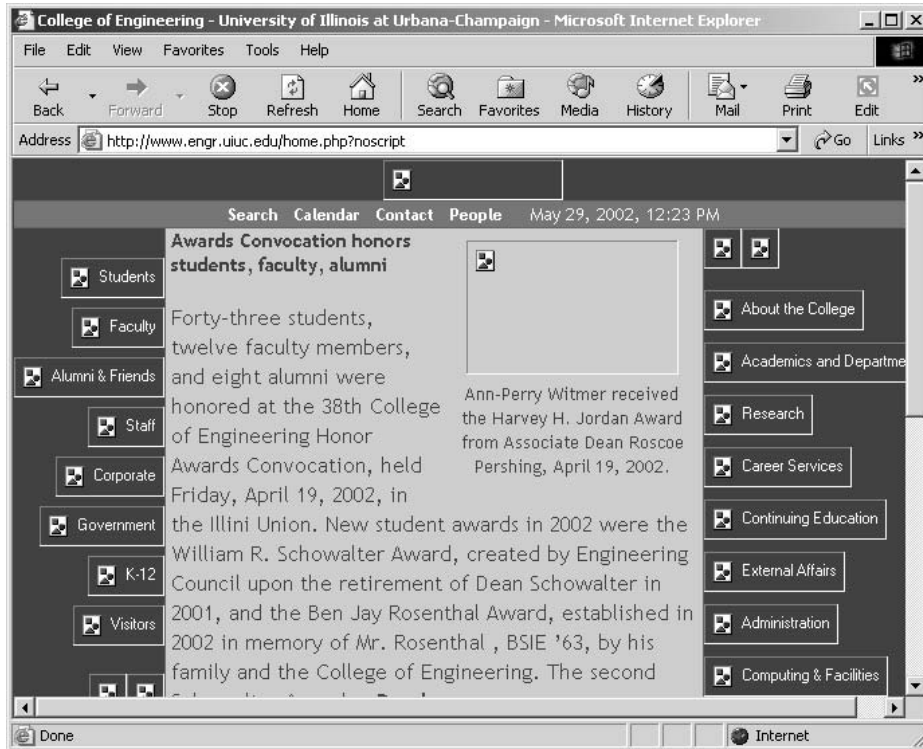 College of Engineering - University of Illinois at Urbana-Champaign - Microsoft Internet Explorer
File Edit View Favorites Tools Help
Back Forward Stop Refresh Home Search Favorites Media History Mail Print Edit
Address http://www.engr.uiuc.edu/home.php?noscript Go Links
Search Calendar Contact People May 29, 2002, 12:23 PM
Students
Faculty
Alumni & Friends
Staff
Corporate
Government
K-12
Visitors
Awards Convocation honors
students, faculty, alumni
Forty-three students,
twelve faculty members,
and eight alumni were
honored at the 38th College
of Engineering Honor
Awards Convocation, held
Friday, April 19, 2002, in
the Illini Union. New student awards in 2002 were the
William R. Schowalter Award, created by Engineering
Council upon the retirement of Dean Schowalter in
2001, and the Ben Jay Rosenthal Award, established in
2002 in memory of Mr. Rosenthal , BSIE '63, by his
family and the College of Engineering. The second
Ann-Perry Witmer received
the Harvey H. Jordan Award
from Associate Dean Roscoe
Pershing, April 19, 2002.
About the College
Academics and Departme
Research
Career Services
Continuing Education
External Affairs
Administration
Computing & Facilities
Done Internet